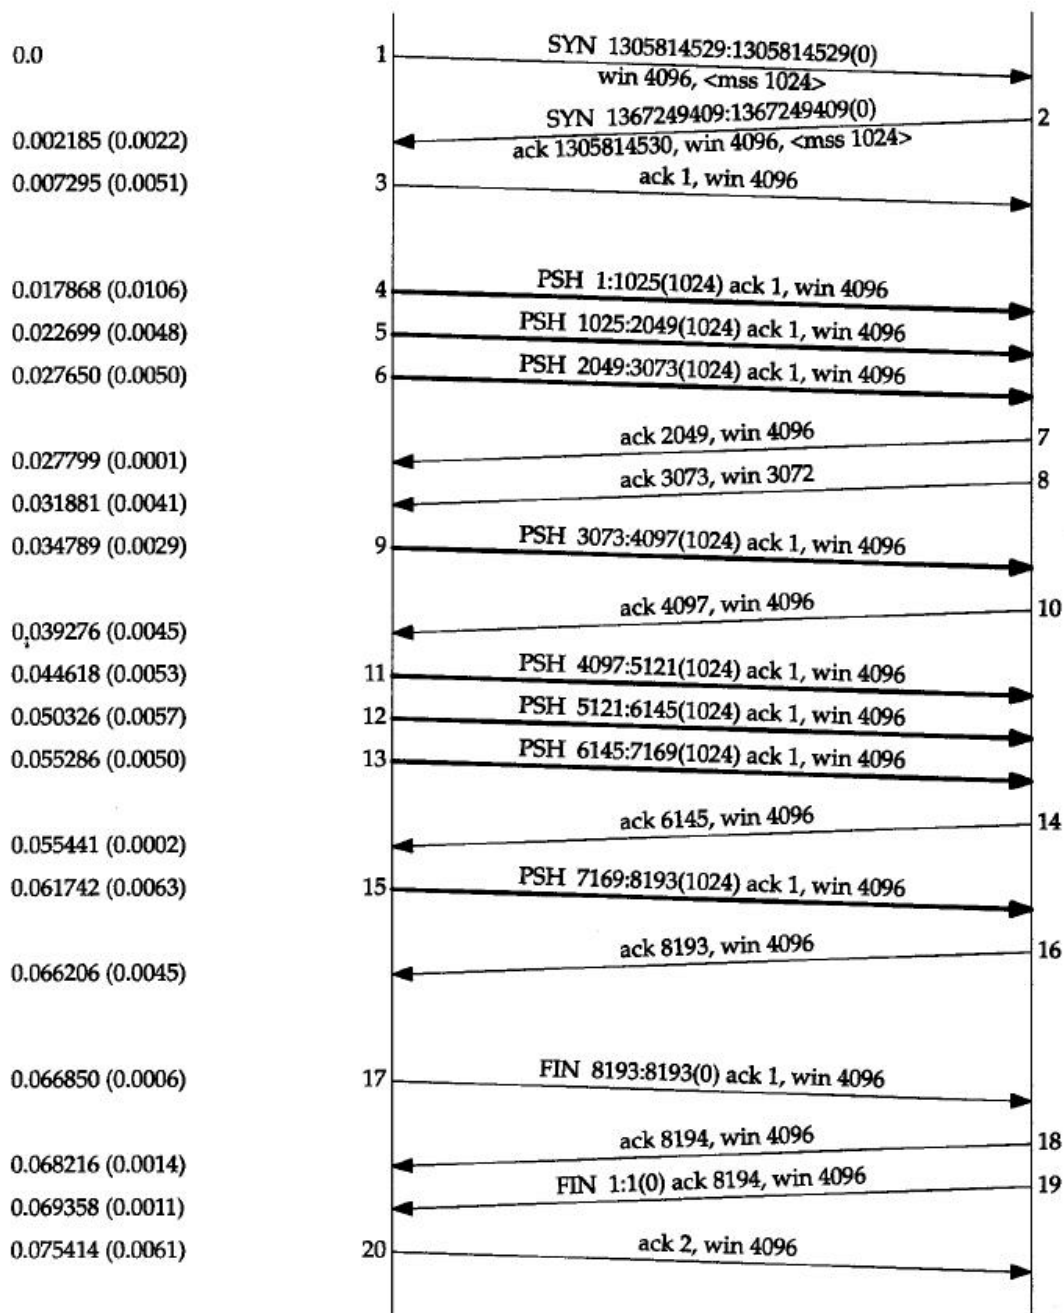 0.0 1 SYN 1305814529:1305814529(0)
win 4096, <mss 1024>
SYN 1367249409:1367249409(0) 2
0.002185 (0.0022) ack 1305814530, win 4096, <mss 1024>
0.007295 (0.0051) 3 ack 1, win 4096
0.017868 (0.0106) 4 PSH 1:1025(1024) ack 1, win 4096
0.022699 (0.0048) 5 PSH 1025:2049(1024) ack 1, win 4096
0.027650 (0.0050) 6 PSH 2049:3073(1024) ack 1, win 4096
ack 2049, win 4096 7
0.027799 (0.0001)
ack 3073, win 3072 8
0.031881 (0.0041)
0.034789 (0.0029) 9 PSH 3073:4097(1024) ack 1, win 4096
ack 4097, win 4096 10
0.039276 (0.0045)
0.044618 (0.0053) 11 PSH 4097:5121(1024) ack 1, win 4096
0.050326 (0.0057) 12 PSH 5121:6145(1024) ack 1, win 4096
0.055286 (0.0050) 13 PSH 6145:7169(1024) ack 1, win 4096
ack 6145, win 4096 14
0.055441 (0.0002)
0.061742 (0.0063) 15 PSH 7169:8193(1024) ack 1, win 4096
ack 8193, win 4096 16
0.066206 (0.0045)
0.066850 (0.0006) 17 FIN 8193:8193(0) ack 1, win 4096
ack 8194, win 4096 18
0.068216 (0.0014)
FIN 1:1(0) ack 8194, win 4096 19
0.069358 (0.0011)
0.075414 (0.0061) 20 ack 2, win 4096